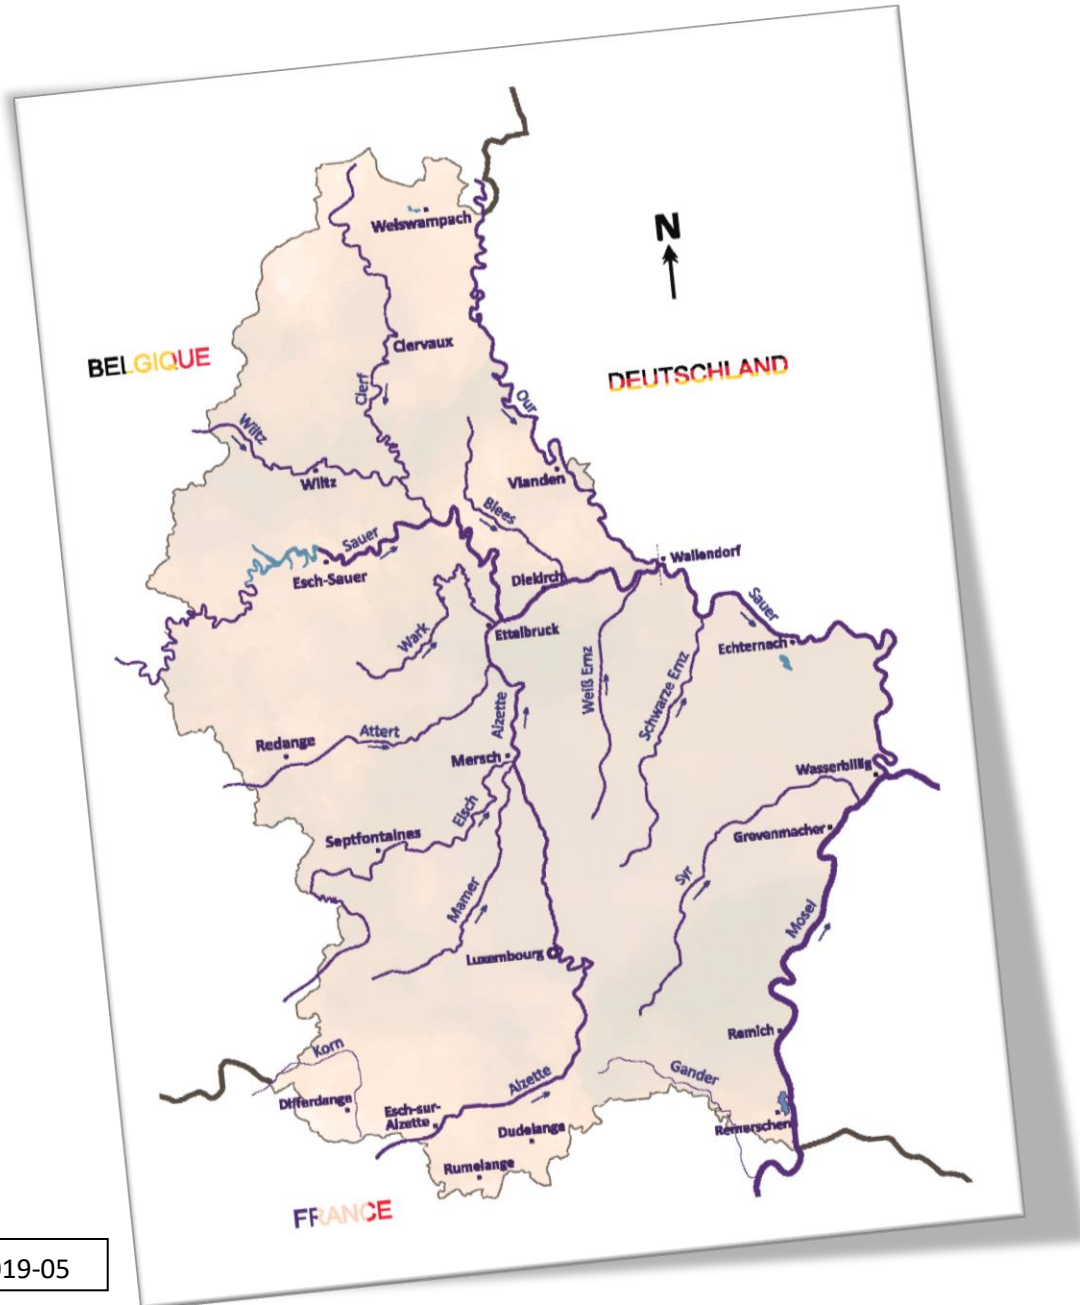 N
Weiswampach
BELGIQUE
Clervaux
DEUTSCHLAND
Clerf
Our
Wiltz
Wiltz
Vianden
Blees
Sauer
Wallendorf
Esch-Sauer
Diekirch
Sauer
Wark
Ettelbruck
Echternach
Weiß Ernz
Schwarze Ernz
Alzette
Attert
Redange
Mersch
Wasserbillig
Eisch
Septfontaines
Grevenmacher
Syr
Mamer
Mosel
Luxembourg
Remich
Korn
Gander
Alzette
Differdange
Esch-sur-
Alzette
Dudelange
Remerschen
Rumelange
FRANCE
19-05